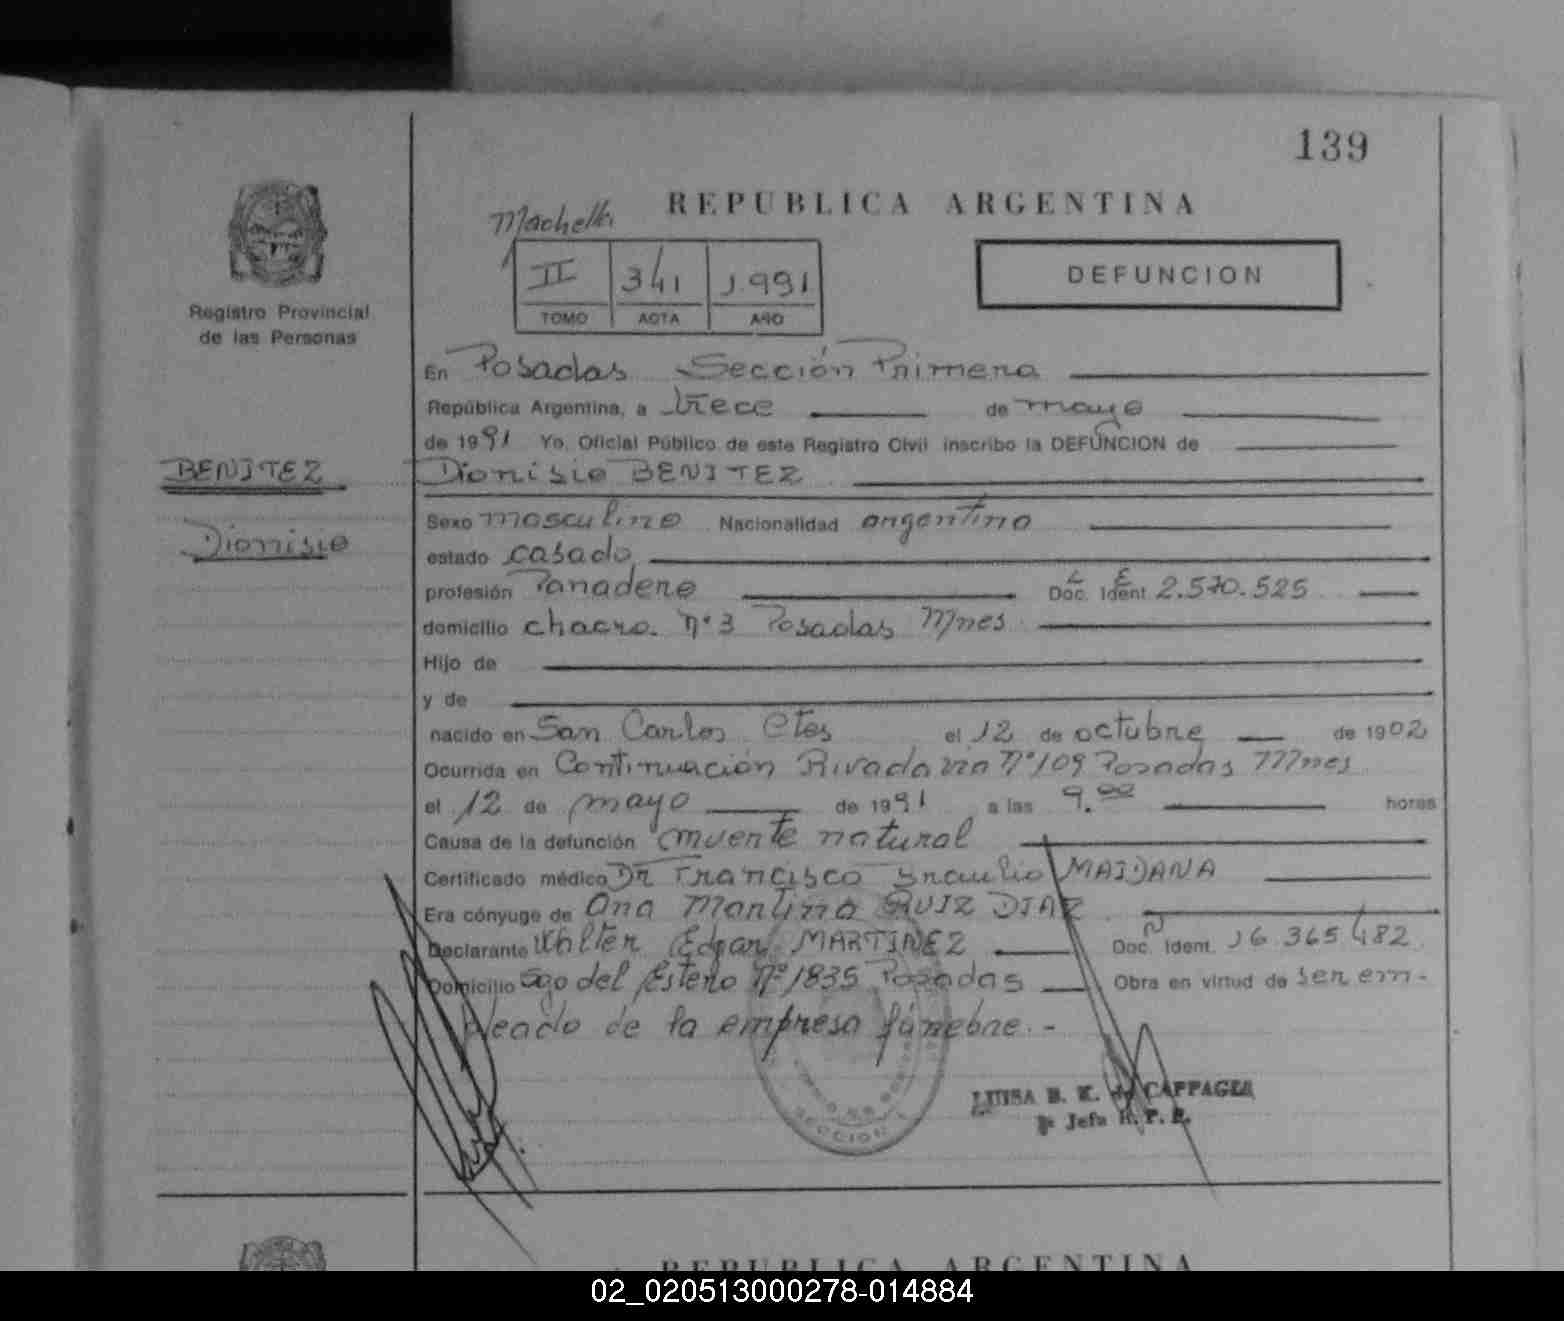 139
REPUBLICA ARGENTINA
Registro Provincial
de las Personas
II 341 1.991
TOMO ACTA AÑO
DEFUNCION
En Posadas Sección Primera
República Argentina, a trece de mayo
de 1991 Yo, Oficial Público de este Registro Civil inscribo la DEFUNCION de
BENITEZ
Dionisio
Dionisio BENITEZ
Sexo masculino Nacionalidad argentino
estado casado
profesión Panadero Doc. Ident. L E 2.570.525
domicilio chacra Nº 3 Posadas Mnes
Hijo de
y de
nacido en San Carlos Ctes el 12 de octubre de 1902
Ocurrida en Continuación Rivadavia Nº 109 Posadas Mnes
el 12 de mayo de 1991 a las 9.00 horas
Causa de la defunción muerte natural
Certificado médico Dr Francisco Braulio MAIDANA
Era cónyuge de Ana Martina RUIZ DIAZ
Declarante Walter Edgar MARTINEZ Doc. Ident. 16 365 482
Domicilio Sgo del Estero Nº 1835 Posadas Obra en virtud de ser em-
pleado de la empresa fúnebre.-
LUISA B. K. de CAPPAGLI
Jefa R. P. P.
SECCION
REPUBLICA ARGENTINA
02_020513000278-014884